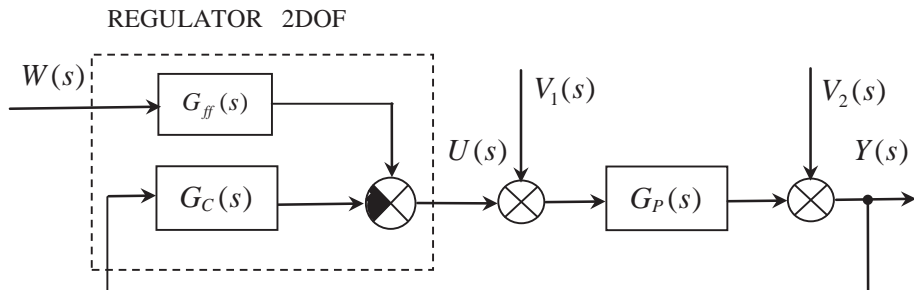 REGULATOR 2DOF
W(s)
G_ff(s)
V_1(s)
V_2(s)
U(s)
Y(s)
G_C(s)
G_P(s)